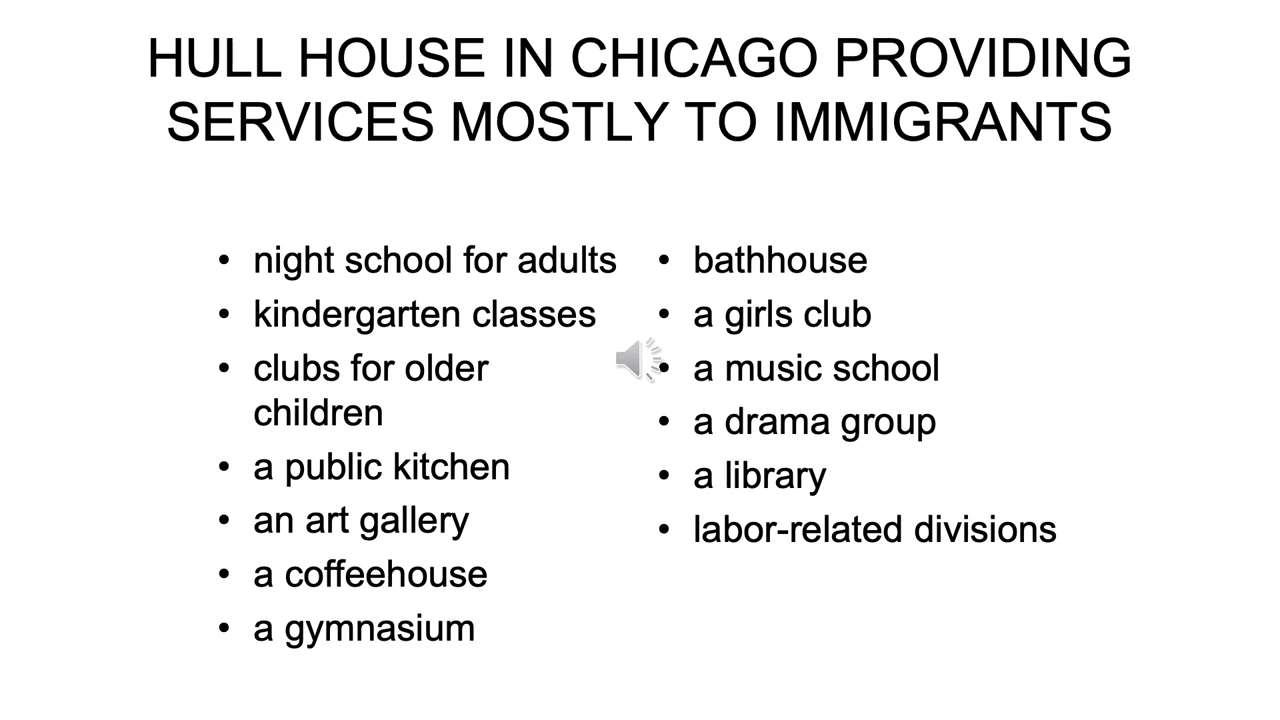 HULL HOUSE IN CHICAGO PROVIDING
SERVICES MOSTLY TO IMMIGRANTS
• night school for adults
• kindergarten classes
• clubs for older
children
• a public kitchen
• an art gallery
• a coffeehouse
• a gymnasium
• bathhouse
• a girls club
• a music school
• a drama group
• a library
• labor-related divisions